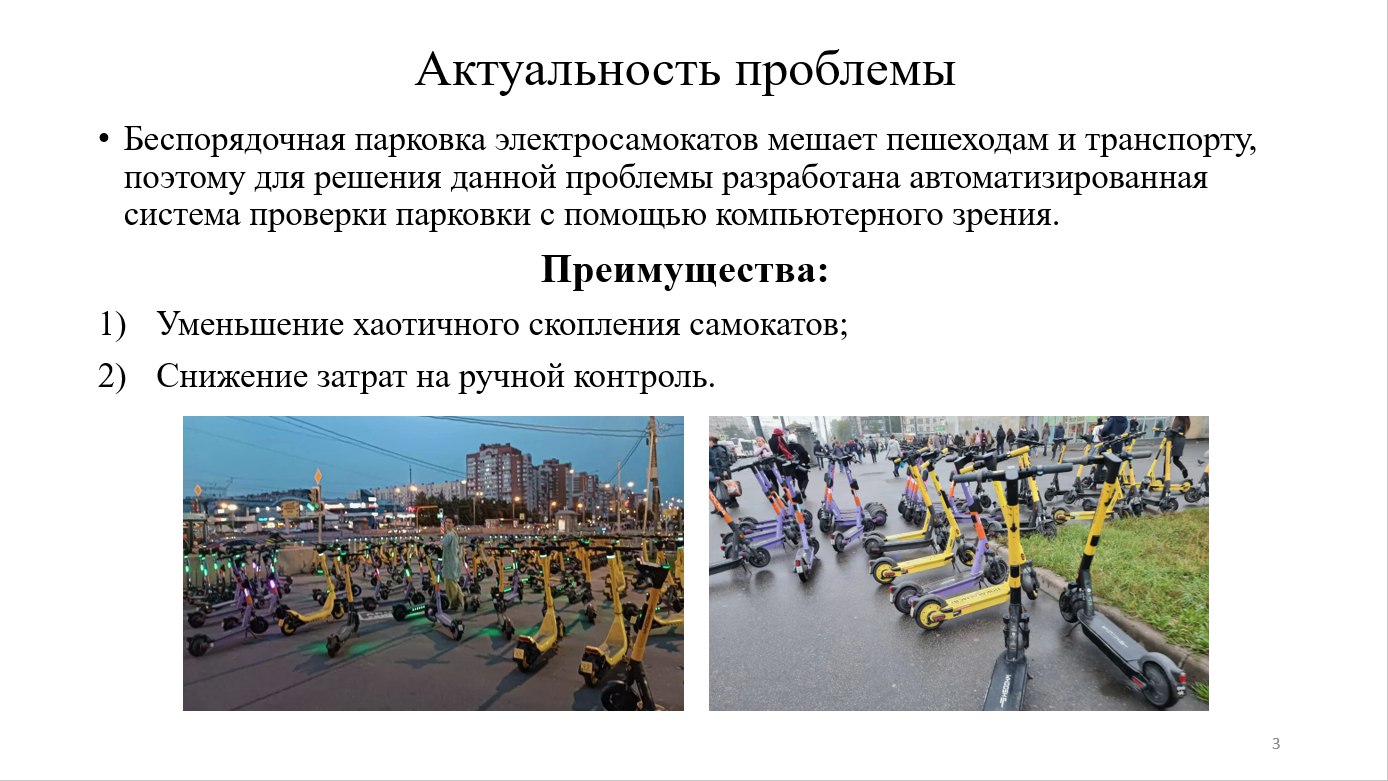 Актуальность проблемы
• Беспорядочная парковка электросамокатов мешает пешеходам и транспорту,
поэтому для решения данной проблемы разработана автоматизированная
система проверки парковки с помощью компьютерного зрения.
Преимущества:
1) Уменьшение хаотичного скопления самокатов;
2) Снижение затрат на ручной контроль.
3